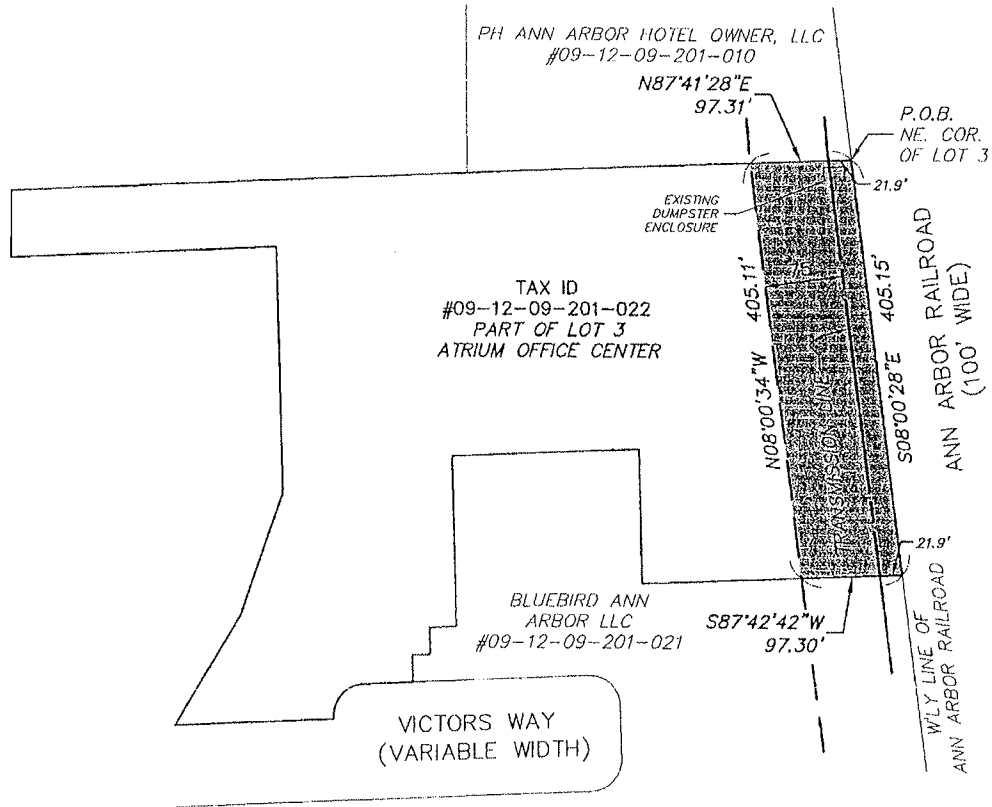 PH ANN ARBOR HOTEL OWNER, LLC
#09-12-09-201-010
N87°41'28"E
97.31'
P.O.B.
NE. COR.
OF LOT 3
21.9'
EXISTING
DUMPSTER
ENCLOSURE
TAX ID
#09-12-09-201-022
PART OF LOT 3
ATRIUM OFFICE CENTER
N08°00'34"W 405.11'
75'
TRANSMISSION LINE
S08°00'28"E 405.15'
ANN ARBOR RAILROAD
(100' WIDE)
21.9'
BLUEBIRD ANN
ARBOR LLC
#09-12-09-201-021
S87°42'42"W
97.30'
W'LY LINE OF
ANN ARBOR RAILROAD
VICTORS WAY
(VARIABLE WIDTH)